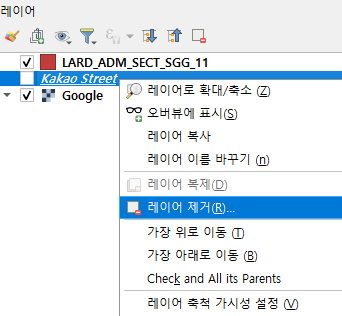 레이어
LARD_ADM_SECT_SGG_11
Kakao Street
Google
레이어로 확대/축소 (Z)
오버뷰에 표시(S)
레이어 복사
레이어 이름 바꾸기 (n)
레이어 복제(D)
레이어 제거(R)...
가장 위로 이동 (T)
가장 아래로 이동 (B)
Check and All its Parents
레이어 축척 가시성 설정 (V)